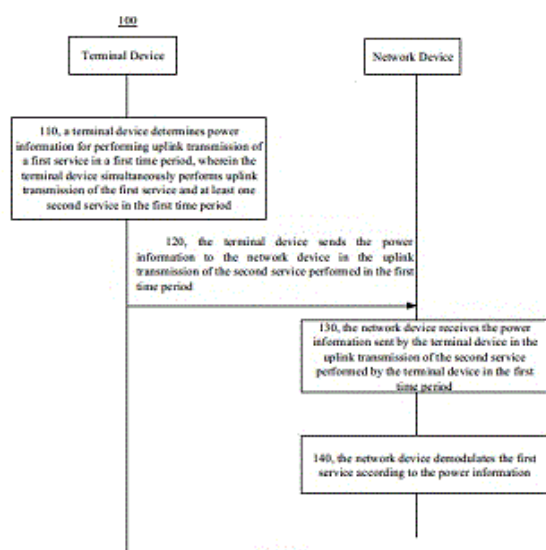 100
Terminal Device
Network Device
110, a terminal device determines power
information for performing uplink transmission of
a first service in a first time period, wherein the
terminal device simultaneously performs uplink
transmission of the first service and at least one
second service in the first time period
120, the terminal device sends the power
information to the network device in the uplink
transmission of the second service performed in the first
time period
130, the network device receives the power
information sent by the terminal device in the
uplink transmission of the second service
performed by the terminal device in the first
time period
140, the network device demodulates the first
service according to the power information